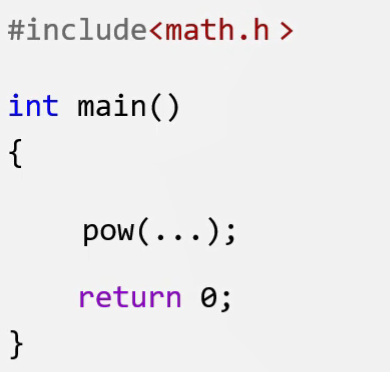 #include<math.h >
int main()
{
pow(...);
return 0;
}